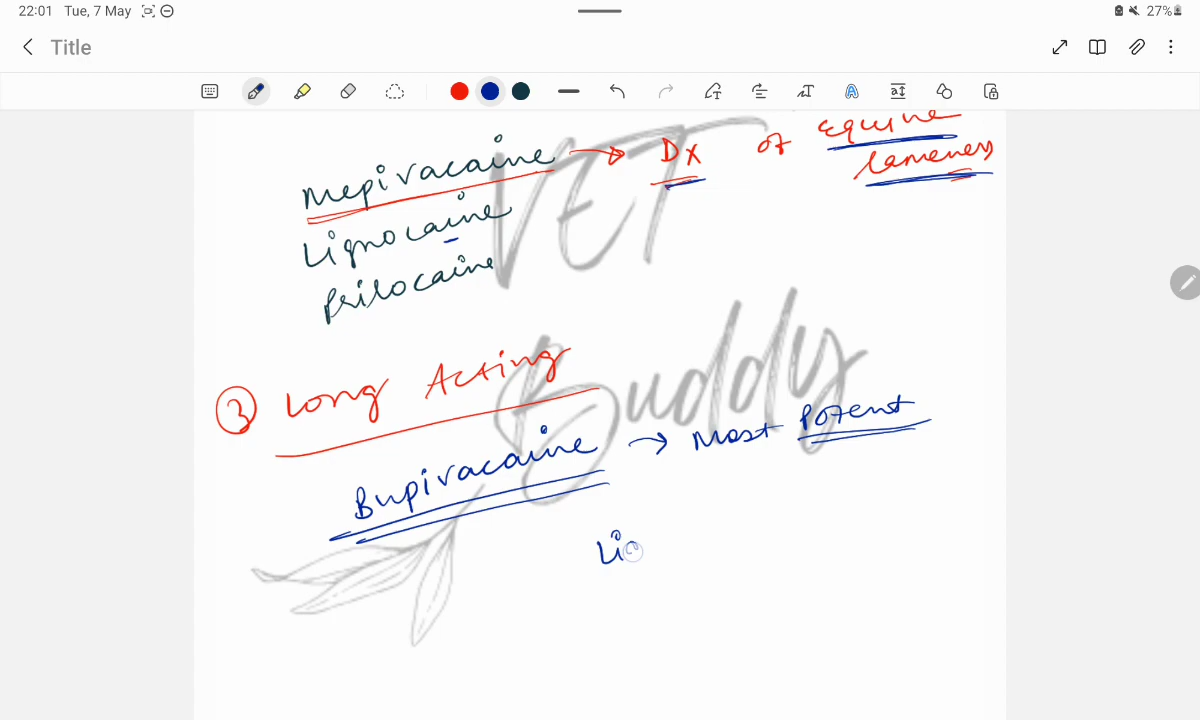 22:01 Tue, 7 May 27%
Title
Mepivacaine → Dx of equine lameness
Lignocaine
Prilocaine
VET
③ Long Acting
Buddy
Bupivacaine → Most Potent
Li